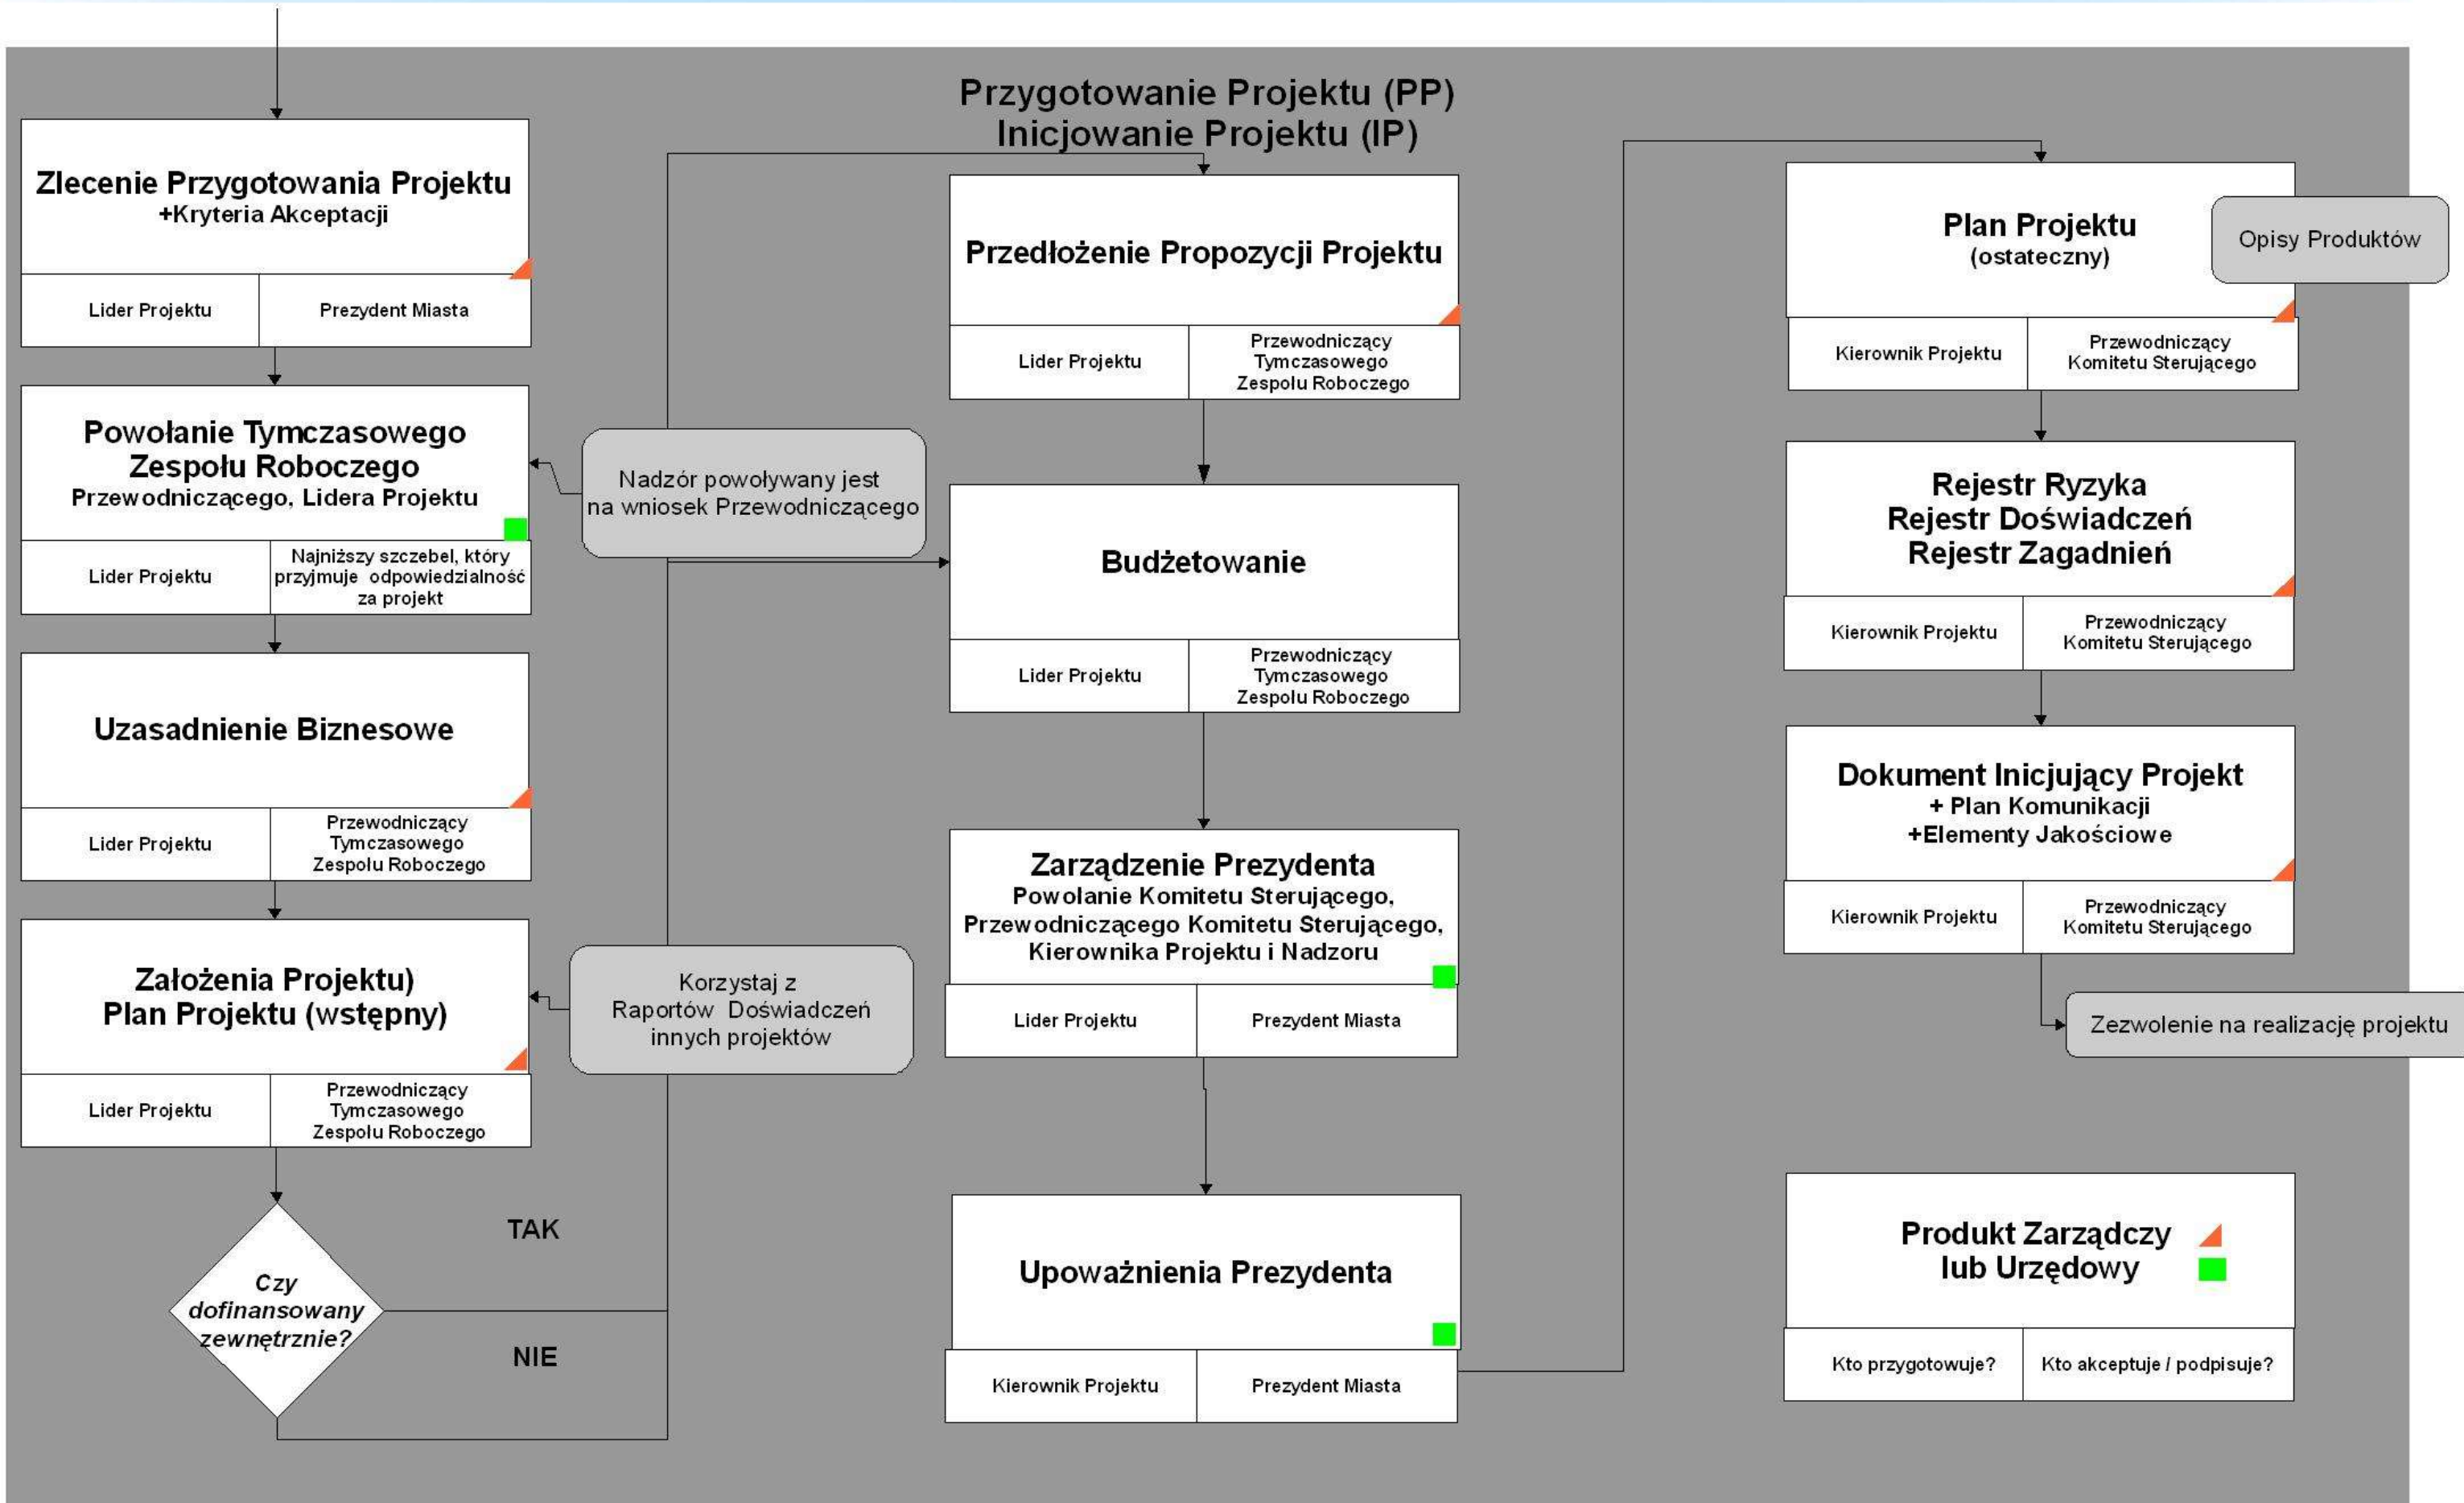 Przygotowanie Projektu (PP)
Inicjowanie Projektu (IP)
Zlecenie Przygotowania Projektu
+Kryteria Akceptacji
Lider Projektu
Prezydent Miasta
Powołanie Tymczasowego
Zespołu Roboczego
Przewodniczącego, Lidera Projektu
Lider Projektu
Najniższy szczebel, który
przyjmuje odpowiedzialność
za projekt
Nadzór powoływany jest
na wniosek Przewodniczącego
Uzasadnienie Biznesowe
Lider Projektu
Przewodniczący
Tymczasowego
Zespolu Roboczego
Założenia Projektu)
Plan Projektu (wstępny)
Lider Projektu
Przewodniczący
Tymczasowego
Zespolu Roboczego
Korzystaj z
Raportów Doświadczeń
innych projektów
Czy
dofinansowany
zewnętrznie?
TAK
NIE
Przedłożenie Propozycji Projektu
Lider Projektu
Przewodniczący
Tymczasowego
Zespolu Roboczego
Budżetowanie
Lider Projektu
Przewodniczący
Tymczasowego
Zespolu Roboczego
Zarządzenie Prezydenta
Powolanie Komitetu Sterującego,
Przewodniczącego Komitetu Sterującego,
Kierownika Projektu i Nadzoru
Lider Projektu
Prezydent Miasta
Upoważnienia Prezydenta
Kierownik Projektu
Prezydent Miasta
Plan Projektu
(ostateczny)
Opisy Produktów
Kierownik Projektu
Przewodniczący
Komitetu Sterującego
Rejestr Ryzyka
Rejestr Doświadczeń
Rejestr Zagadnień
Kierownik Projektu
Przewodniczący
Komitetu Sterującego
Dokument Inicjujący Projekt
+ Plan Komunikacji
+Elementy Jakościowe
Kierownik Projektu
Przewodniczący
Komitetu Sterującego
Zezwolenie na realizację projektu
Produkt Zarządczy
lub Urzędowy
Kto przygotowuje?
Kto akceptuje / podpisuje?